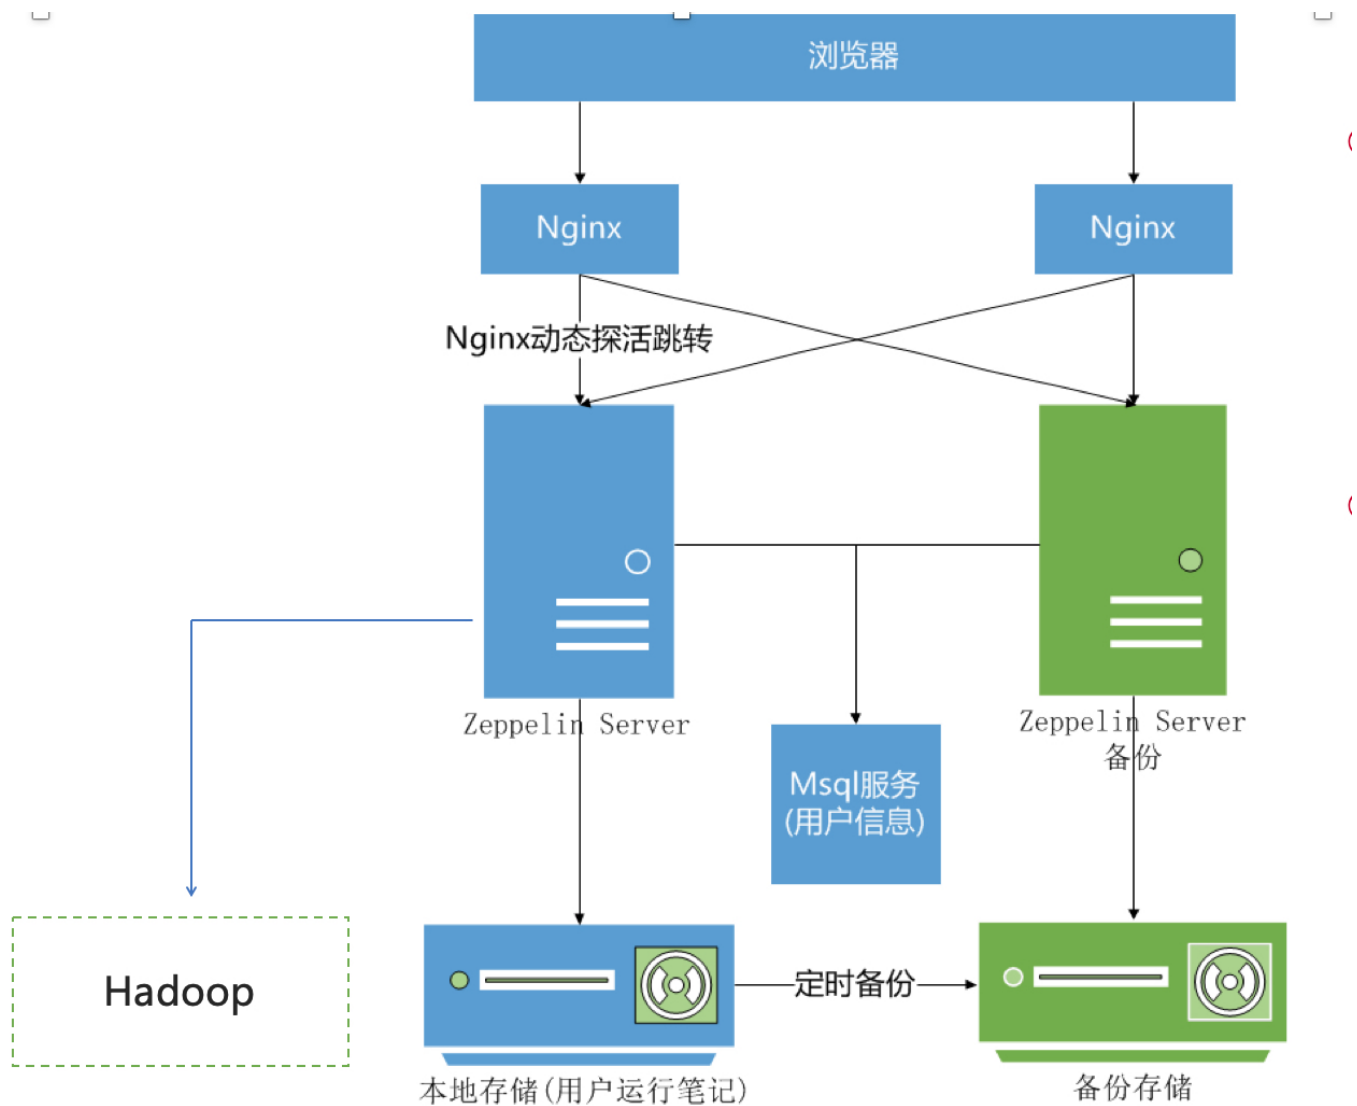 浏览器
Nginx
Nginx
Nginx动态探活跳转
Zeppelin Server
Zeppelin Server
备份
Msql服务
(用户信息)
Hadoop
定时备份
本地存储(用户运行笔记)
备份存储